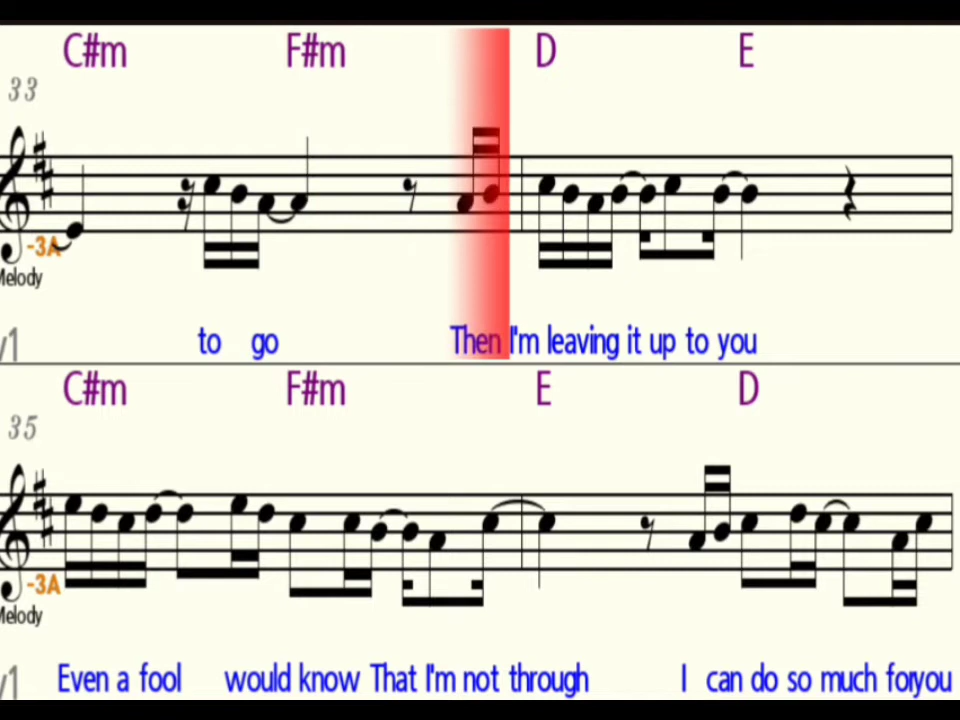 C#m F#m D E
33
-3A
Melody
to go Then I'm leaving it up to you
C#m F#m E D
35
-3A
Melody
Even a fool would know That I'm not through I can do so much foryou